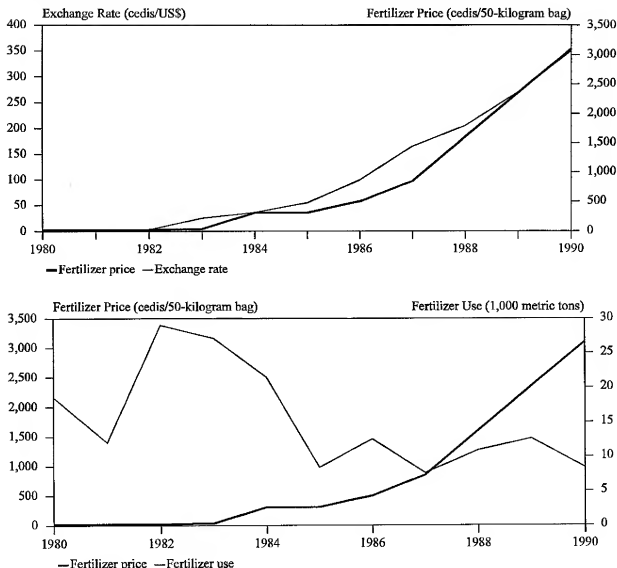 Exchange Rate (cedis/US$) Fertilizer Price (cedis/50-kilogram bag)
400 3,500
350 3,000
300 2,500
250 2,000
200 1,500
150 1,000
100 500
50 0
0
1980 1982 1984 1986 1988 1990
Fertilizer price Exchange rate
Fertilizer Price (cedis/50-kilogram bag) Fertilizer Use (1,000 metric tons)
3,500 30
3,000 25
2,500 20
2,000 15
1,500 10
1,000 5
500 0
0
1980 1982 1984 1986 1988 1990
Fertilizer price Fertilizer use